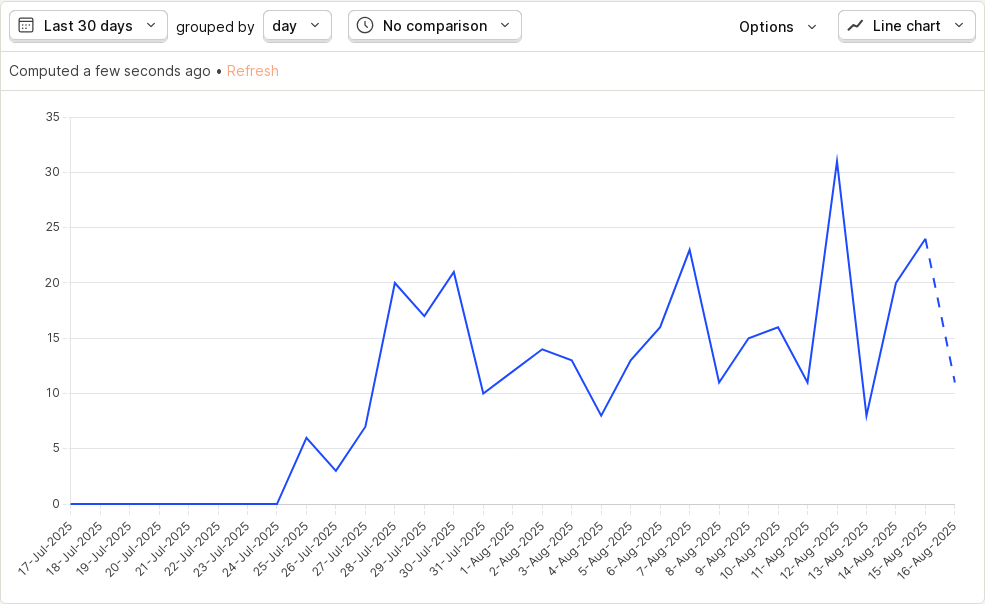 Last 30 days grouped by day No comparison Options Line chart
Computed a few seconds ago • Refresh
35
30
25
20
15
10
5
0
17-Jul-2025
18-Jul-2025
19-Jul-2025
20-Jul-2025
21-Jul-2025
22-Jul-2025
23-Jul-2025
24-Jul-2025
25-Jul-2025
26-Jul-2025
27-Jul-2025
28-Jul-2025
29-Jul-2025
30-Jul-2025
31-Jul-2025
1-Aug-2025
2-Aug-2025
3-Aug-2025
4-Aug-2025
5-Aug-2025
6-Aug-2025
7-Aug-2025
8-Aug-2025
9-Aug-2025
10-Aug-2025
11-Aug-2025
12-Aug-2025
13-Aug-2025
14-Aug-2025
15-Aug-2025
16-Aug-2025